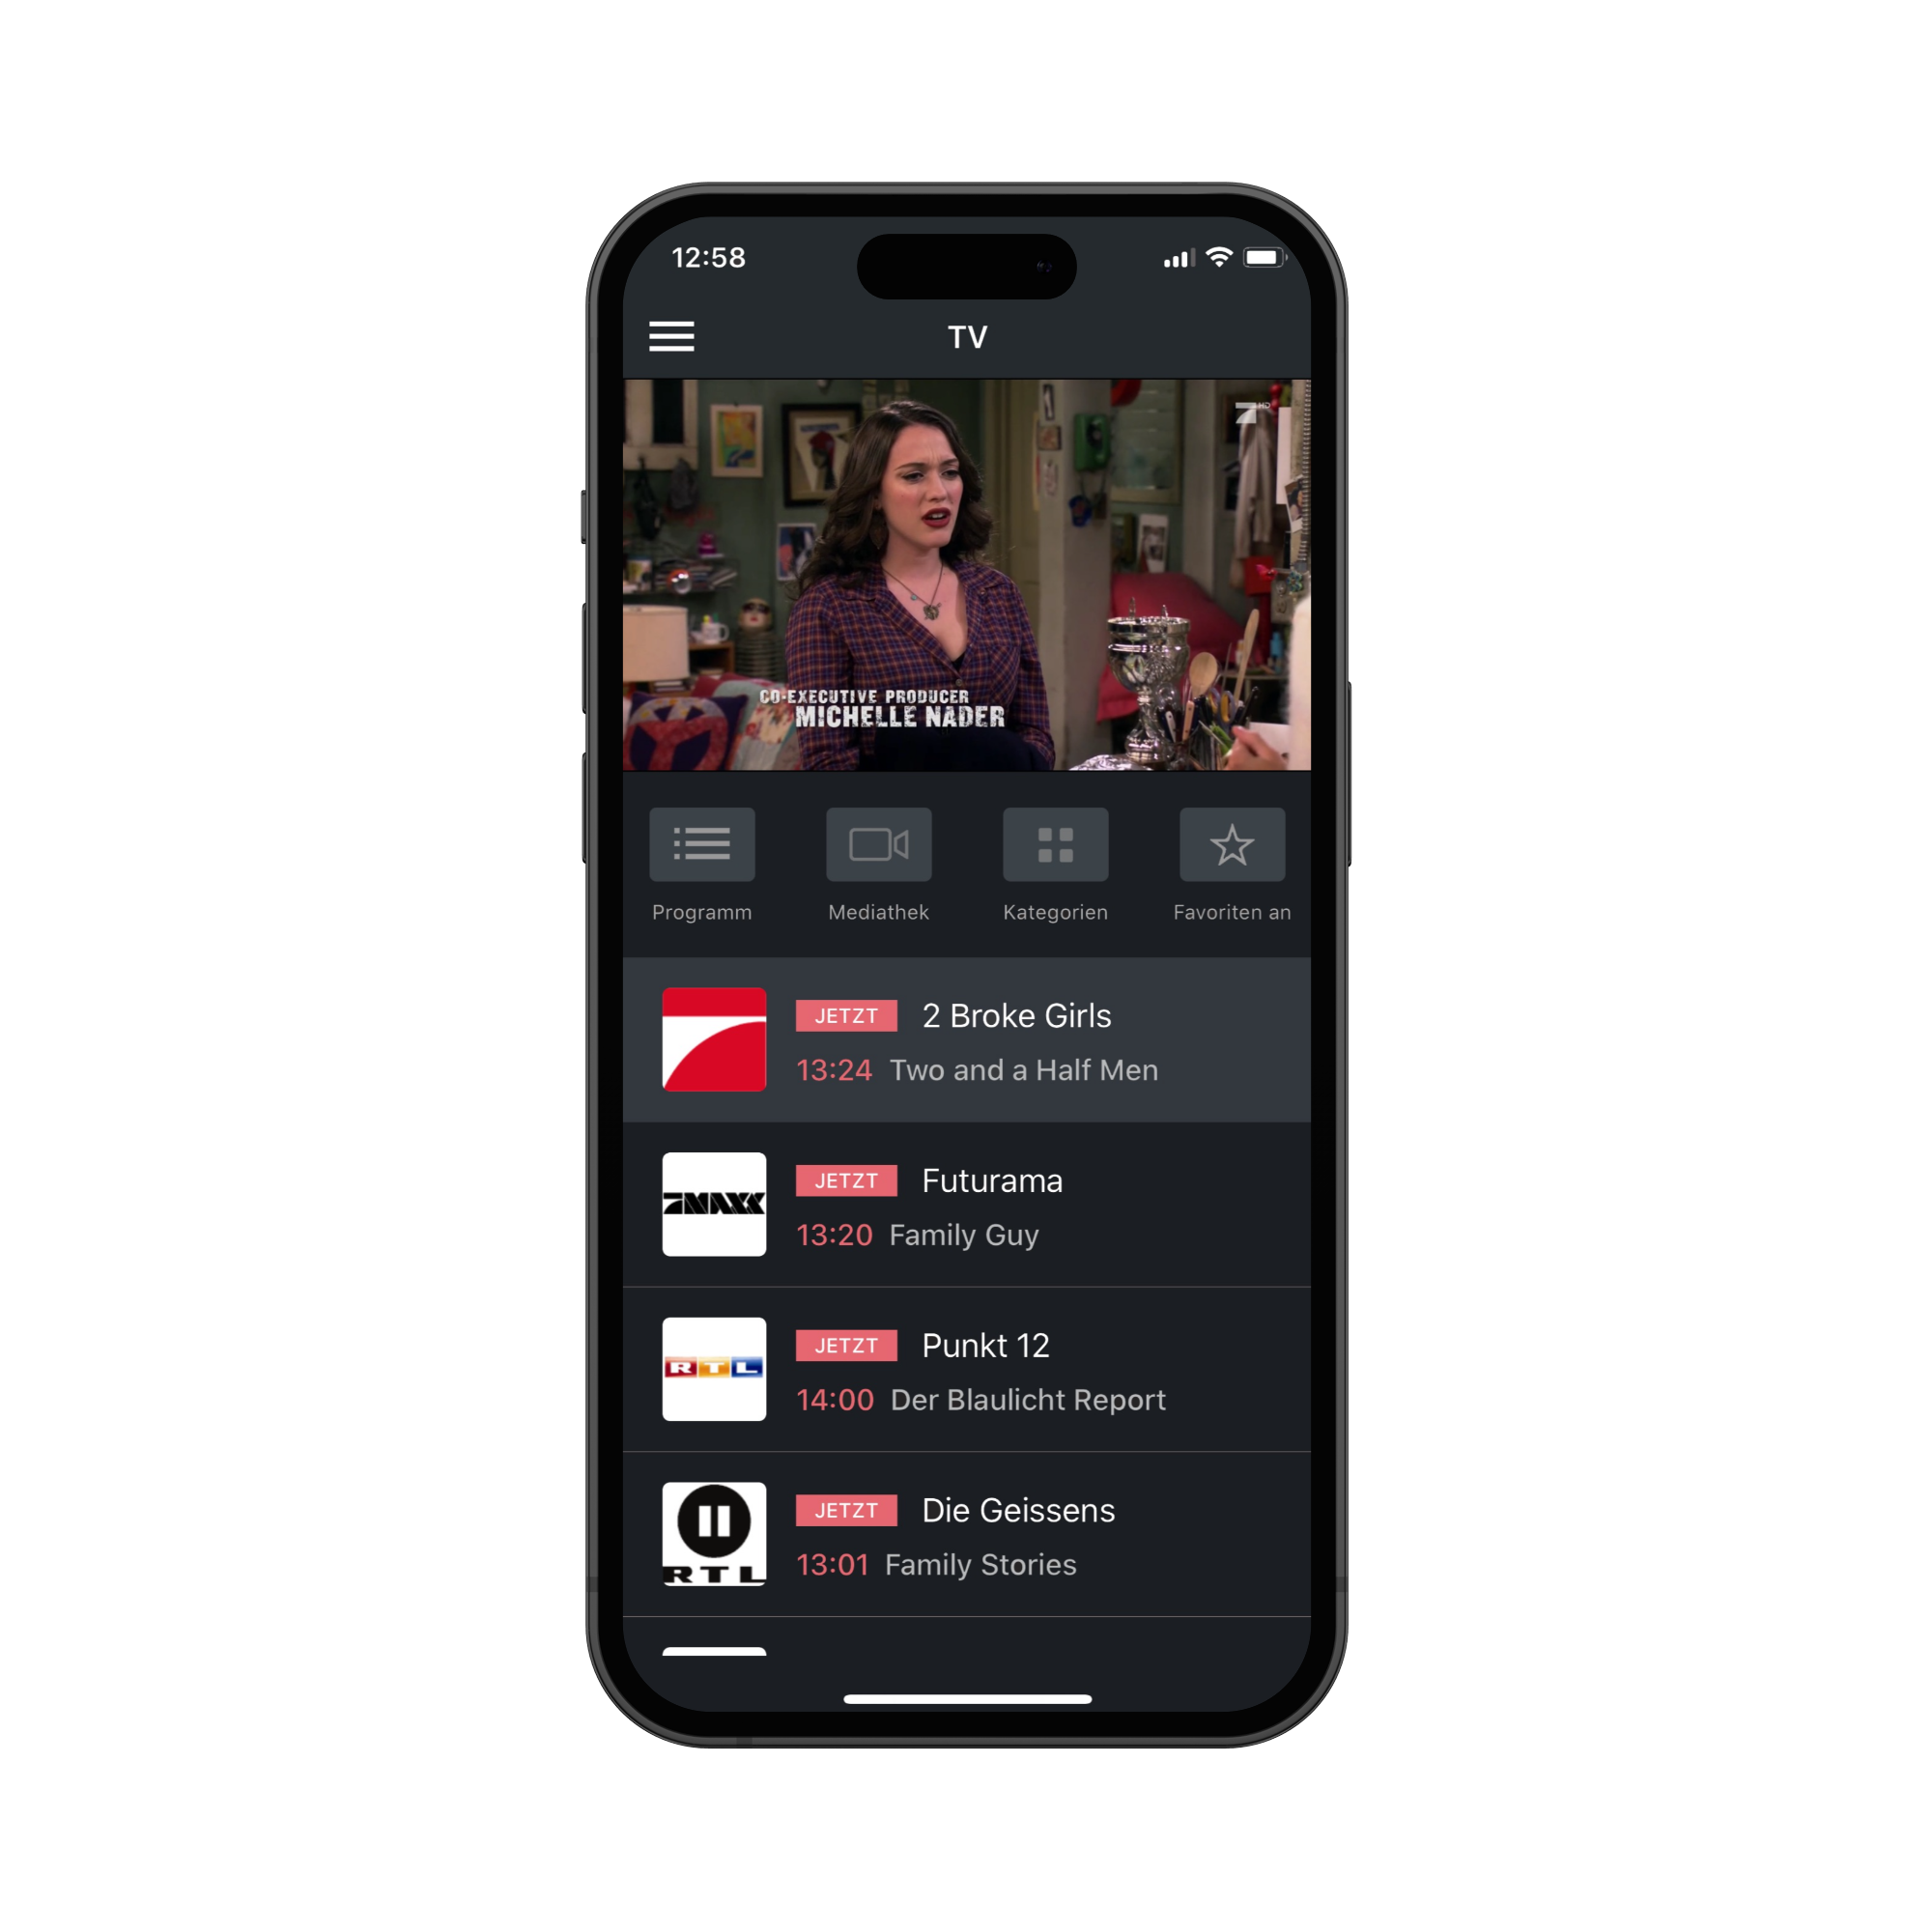 12:58
TV
HD
CO-EXECUTIVE PRODUCER
MICHELLE NADER
Programm
Mediathek
Kategorien
Favoriten an
JETZT 2 Broke Girls
13:24 Two and a Half Men
7MAXX
JETZT Futurama
13:20 Family Guy
RTL
JETZT Punkt 12
14:00 Der Blaulicht Report
II
RTL
JETZT Die Geissens
13:01 Family Stories